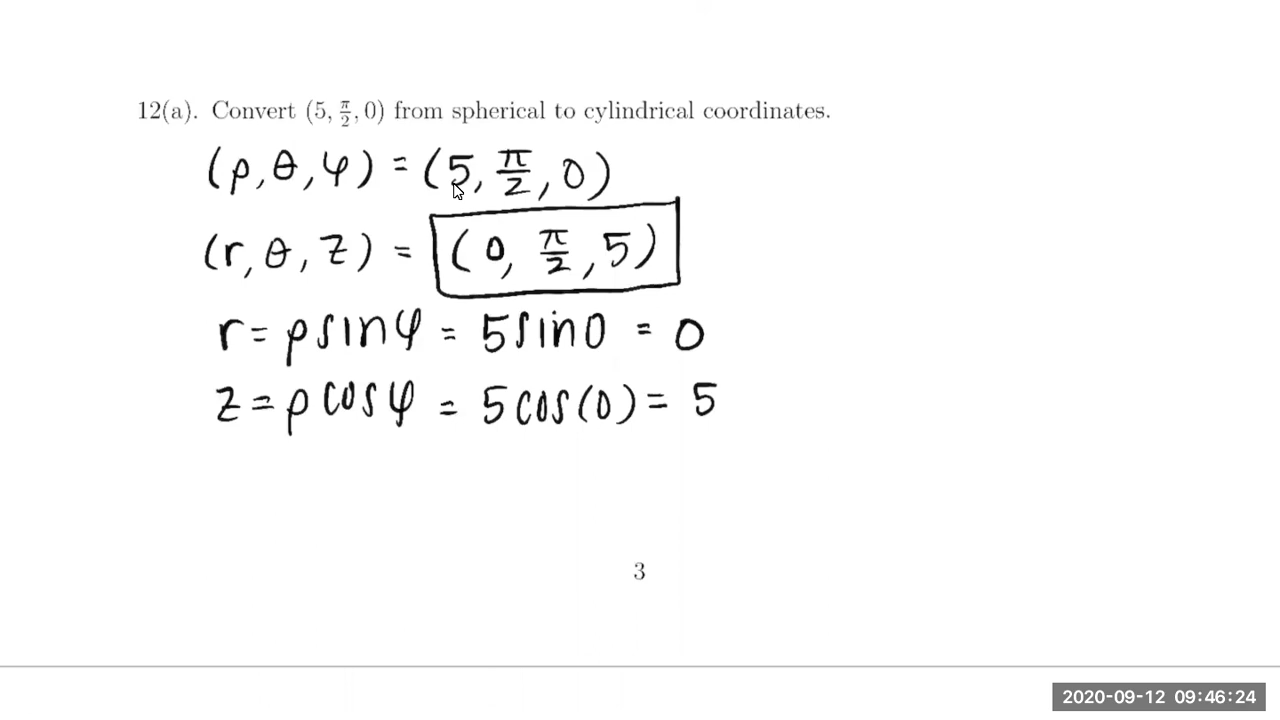 12(a). Convert (5, π/2, 0) from spherical to cylindrical coordinates.
(ρ, θ, φ) = (5, π/2, 0)
(r, θ, z) = (0, π/2, 5)
r = ρ sin φ = 5 sin 0 = 0
z = ρ cos φ = 5 cos(0) = 5
3
2020-09-12 09:46:24